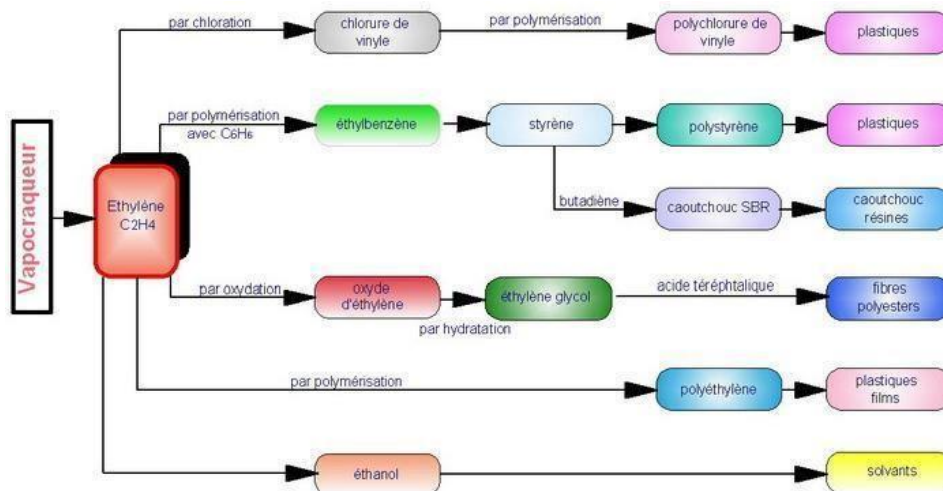 par chloration
chlorure de
vinyle
par polymérisation
polychlorure de
vinyle
plastiques
par polymérisation
avec C6H6
éthylbenzène
styrène
polystyrène
plastiques
butadiène
caoutchouc SBR
caoutchouc
résines
Vapocraqueur
Ethylène
C2H4
par oxydation
oxyde
d'éthylène
par hydratation
éthylène glycol
acide téréphtalique
fibres
polyesters
par polymérisation
polyéthylène
plastiques
films
éthanol
solvants